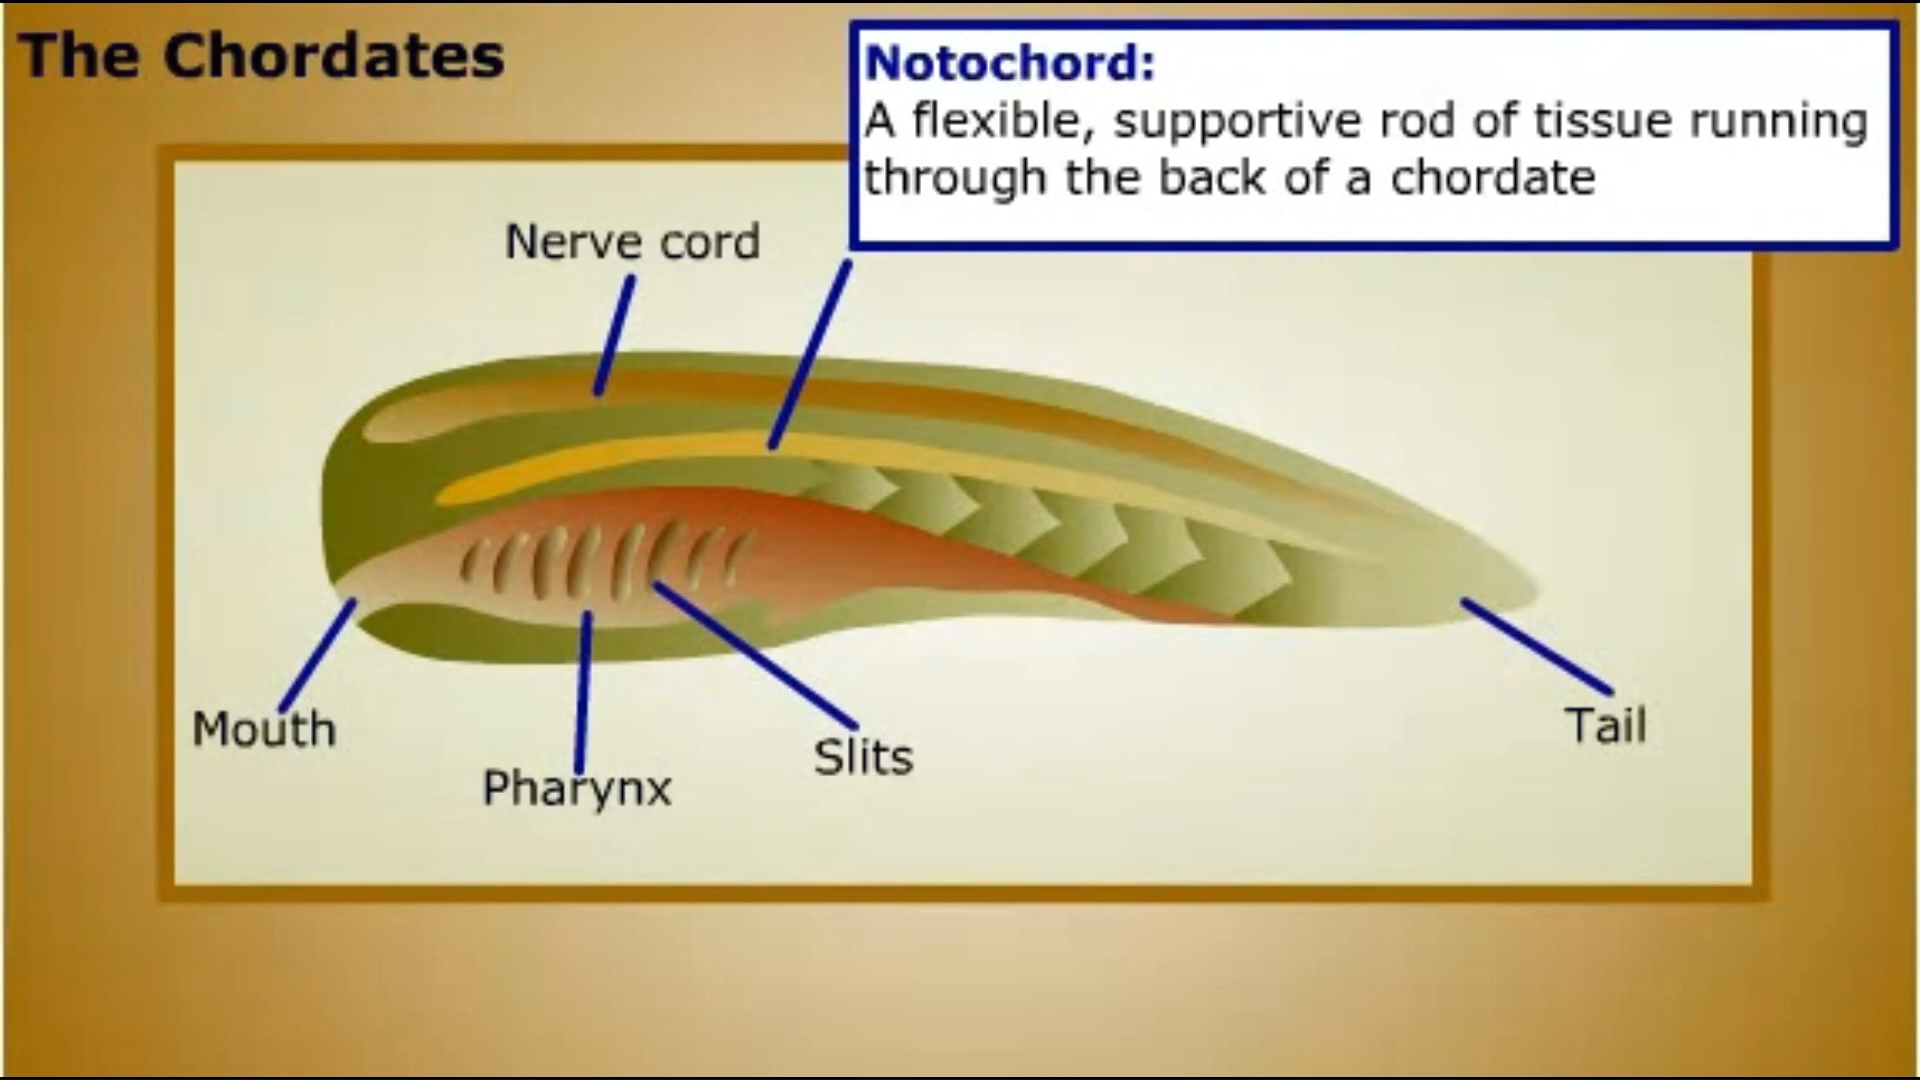 The Chordates
Notochord:
A flexible, supportive rod of tissue running
through the back of a chordate
Nerve cord
Mouth
Pharynx
Slits
Tail